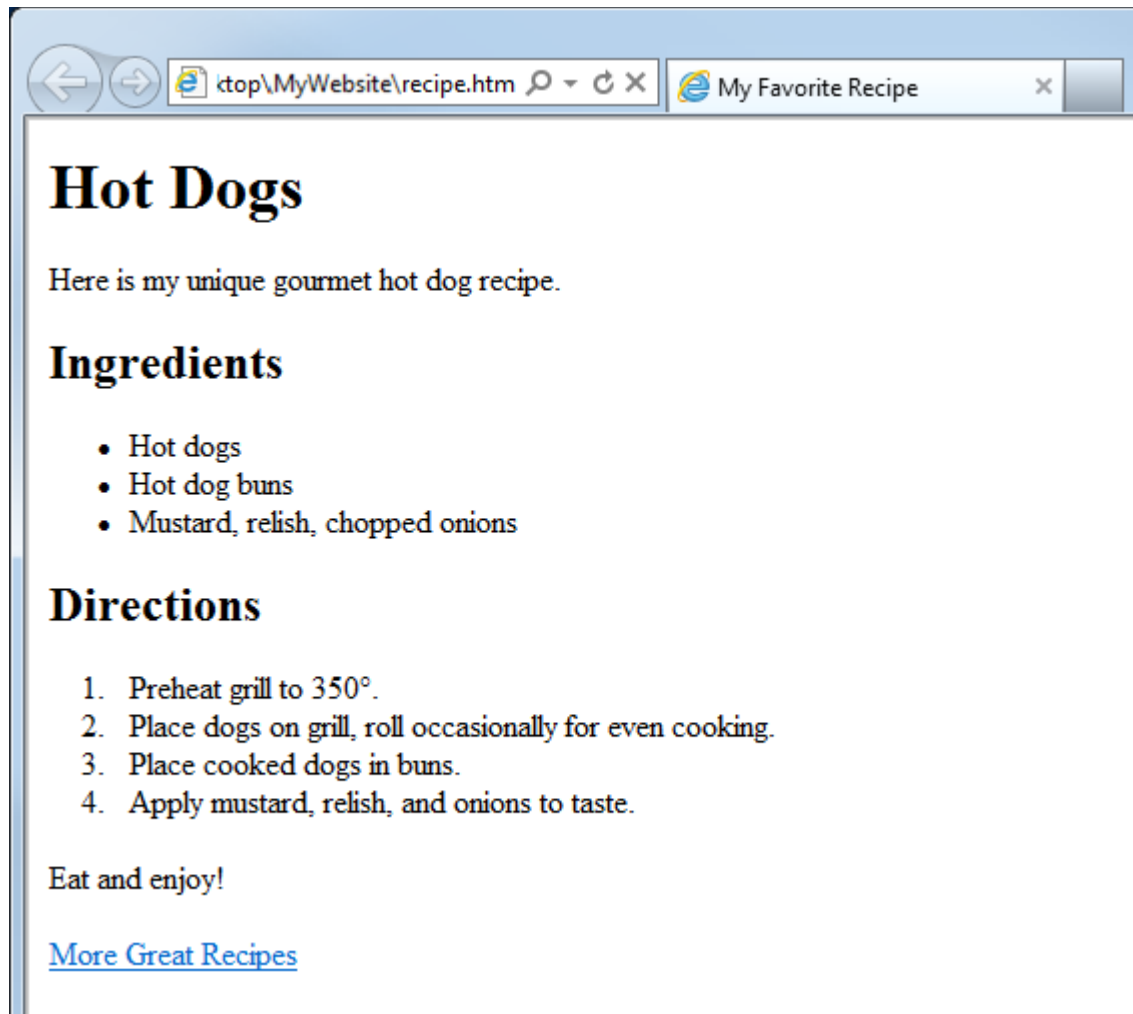 ktop\MyWebsite\recipe.htm
My Favorite Recipe
Hot Dogs
Here is my unique gourmet hot dog recipe.
Ingredients
• Hot dogs
• Hot dog buns
• Mustard, relish, chopped onions
Directions
1. Preheat grill to 350°.
2. Place dogs on grill, roll occasionally for even cooking.
3. Place cooked dogs in buns.
4. Apply mustard, relish, and onions to taste.
Eat and enjoy!
More Great Recipes